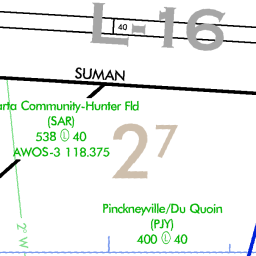 L-16
40
SUMAN
arta Community-Hunter Fld
(SAR)
538 Ⓛ 40
AWOS-3 118.375
27
2°W
Pinckneyville/Du Quoin
(PJY)
400 Ⓛ 40